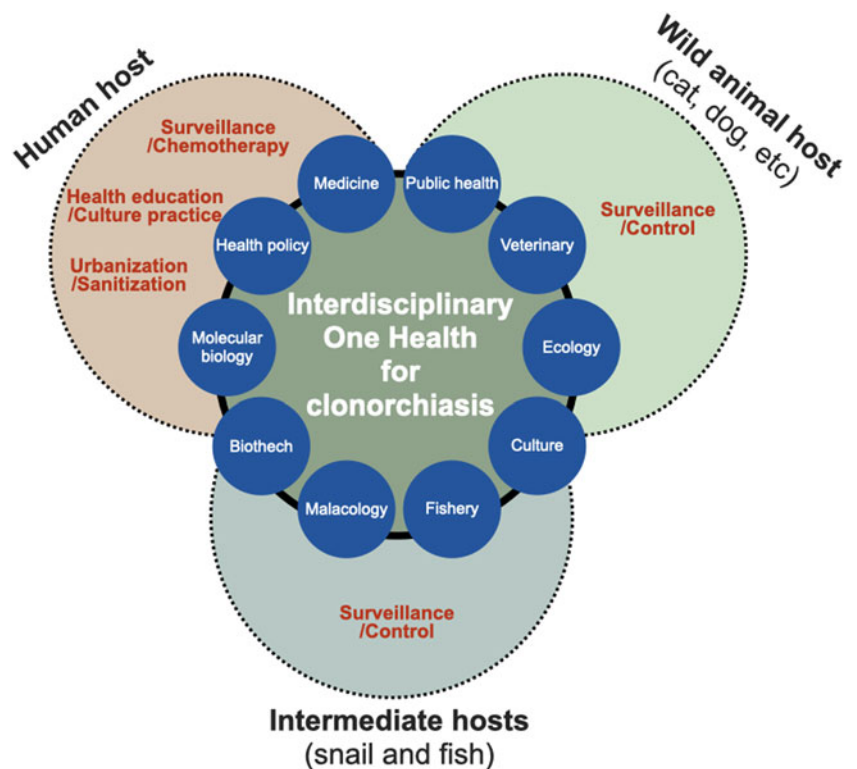 Human host
Wild animal host
(cat, dog, etc)
Surveillance
/Chemotherapy
Health education
/Culture practice
Urbanization
/Sanitization
Surveillance
/Control
Medicine
Public health
Health policy
Veterinary
Molecular
biology
Ecology
Biothech
Culture
Malacology
Fishery
Interdisciplinary
One Health
for
clonorchiasis
Surveillance
/Control
Intermediate hosts
(snail and fish)